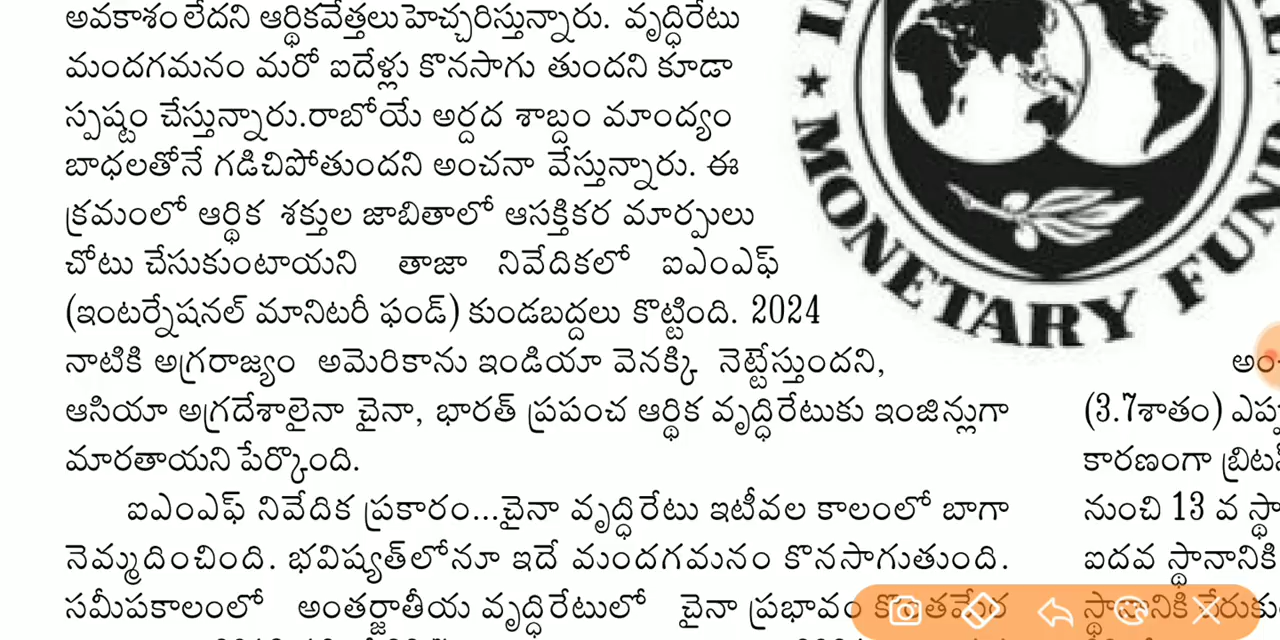 అవకాశంలేదని ఆర్థికవేత్తలుహెచ్చరిస్తున్నారు. వృద్ధిరేటు
మందగమనం మరో ఐదేళ్లు కొనసాగు తుందని కూడా
స్పష్టం చేస్తున్నారు.రాబోయే అర్ధద శాబ్దం మాంద్యం
బాధలతోనే గడిచిపోతుందని అంచనా వేస్తున్నారు. ఈ
క్రమంలో ఆర్థిక శక్తుల జాబితాలో ఆసక్తికర మార్పులు
చోటు చేసుకుంటాయని తాజా నివేదికలో ఐఎంఎఫ్
(ఇంటర్నేషనల్ మానిటరీ ఫండ్) కుండబద్దలు కొట్టింది. 2024
నాటికి అగ్రరాజ్యం అమెరికాను ఇండియా వెనక్కి నెట్టేస్తుందని,
ఆసియా అగ్రదేశాలైనా చైనా, భారత్ ప్రపంచ ఆర్థిక వృద్ధిరేటుకు ఇంజిన్లుగా
మారతాయని పేర్కొంది.
ఐఎంఎఫ్ నివేదిక ప్రకారం...చైనా వృద్ధిరేటు ఇటీవల కాలంలో బాగా
నెమ్మదించింది. భవిష్యత్‌లోనూ ఇదే మందగమనం కొనసాగుతుంది.
సమీపకాలంలో అంతర్జాతీయ వృద్ధిరేటులో చైనా ప్రభావం
MONETARY FUN
(3.7శాతం)
కారణంగా
నుంచి 13 వ
ఐదవ స్థానానికి
స్థానానికి